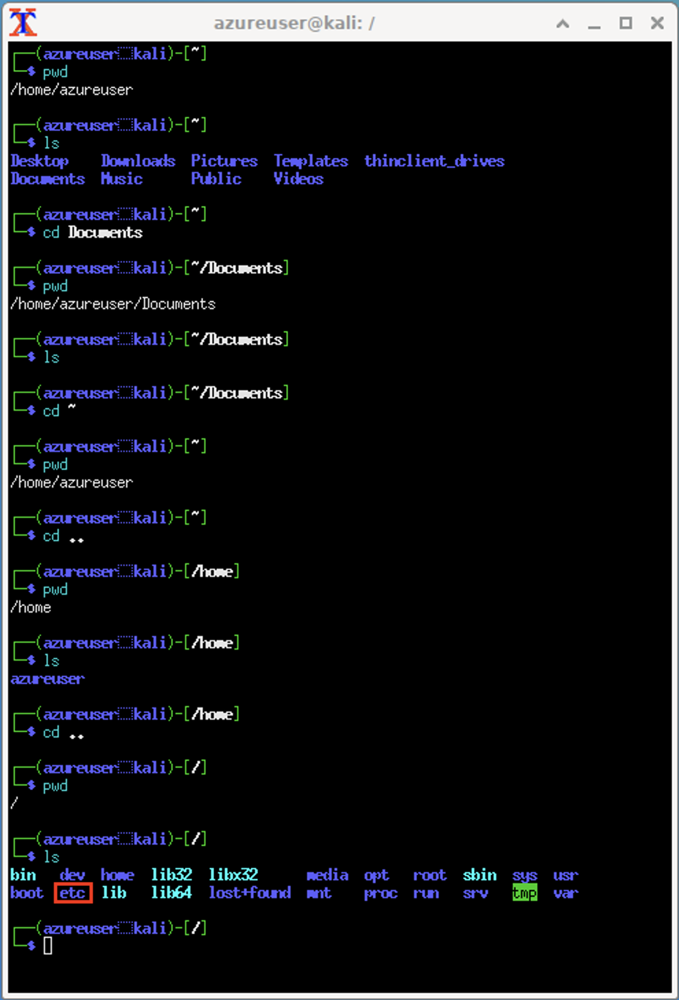 azureuser@kali: /
┌──(azureuser㉿kali)-[~]
└─$ pwd
/home/azureuser
┌──(azureuser㉿kali)-[~]
└─$ ls
Desktop Downloads Pictures Templates thinclient_drives
Documents Music Public Videos
┌──(azureuser㉿kali)-[~]
└─$ cd Documents
┌──(azureuser㉿kali)-[~/Documents]
└─$ pwd
/home/azureuser/Documents
┌──(azureuser㉿kali)-[~/Documents]
└─$ ls
┌──(azureuser㉿kali)-[~/Documents]
└─$ cd ~
┌──(azureuser㉿kali)-[~]
└─$ pwd
/home/azureuser
┌──(azureuser㉿kali)-[~]
└─$ cd ..
┌──(azureuser㉿kali)-[/home]
└─$ pwd
/home
┌──(azureuser㉿kali)-[/home]
└─$ ls
azureuser
┌──(azureuser㉿kali)-[/home]
└─$ cd ..
┌──(azureuser㉿kali)-[/]
└─$ pwd
/
┌──(azureuser㉿kali)-[/]
└─$ ls
bin dev home lib32 libx32 media opt root sbin sys usr
boot etc lib lib64 lost+found mnt proc run srv tmp var
┌──(azureuser㉿kali)-[/]
└─$